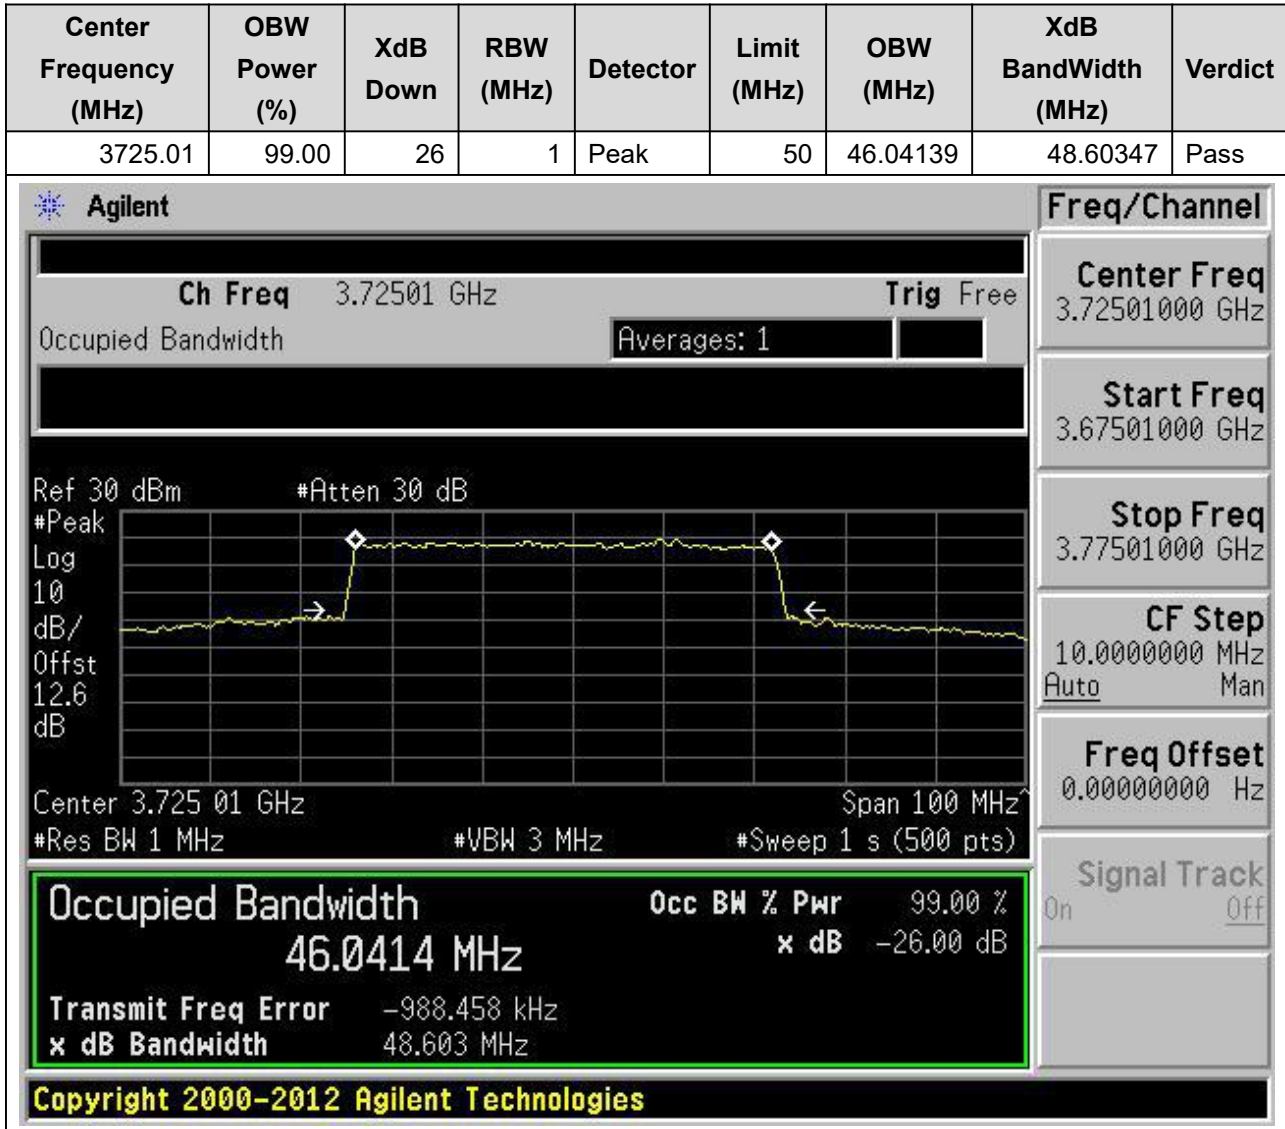 Center Frequency (MHz) OBW Power (%) XdB Down RBW (MHz) Detector Limit (MHz) OBW (MHz) XdB BandWidth (MHz) Verdict
3725.01 99.00 26 1 Peak 50 46.04139 48.60347 Pass
Agilent
Freq/Channel
Ch Freq 3.72501 GHz Trig Free
Occupied Bandwidth Averages: 1
Center Freq
3.72501000 GHz
Start Freq
3.67501000 GHz
Stop Freq
3.77501000 GHz
CF Step
10.0000000 MHz
Auto Man
Freq Offset
0.00000000 Hz
Signal Track
On Off
Ref 30 dBm #Atten 30 dB
#Peak
Log
10
dB/
Offst
12.6
dB
Center 3.725 01 GHz Span 100 MHz^
#Res BW 1 MHz #VBW 3 MHz #Sweep 1 s (500 pts)
Occupied Bandwidth
46.0414 MHz
Occ BW % Pwr 99.00 %
x dB -26.00 dB
Transmit Freq Error -988.458 kHz
x dB Bandwidth 48.603 MHz
Copyright 2000-2012 Agilent Technologies